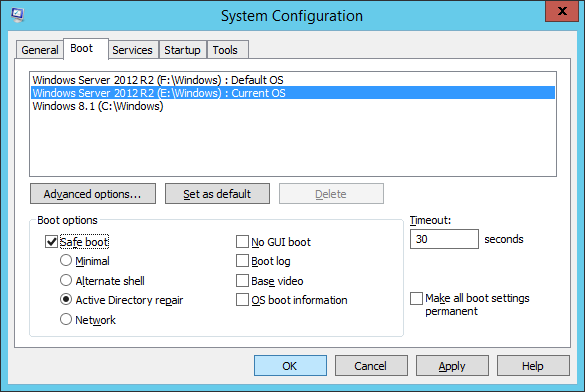 System Configuration
X
General Boot Services Startup Tools
Windows Server 2012 R2 (F:\Windows) : Default OS
Windows Server 2012 R2 (E:\Windows) : Current OS
Windows 8.1 (C:\Windows)
Advanced options... Set as default Delete
Boot options
Safe boot
Minimal
Alternate shell
Active Directory repair
Network
No GUI boot
Boot log
Base video
OS boot information
Timeout:
30 seconds
Make all boot settings
permanent
OK Cancel Apply Help